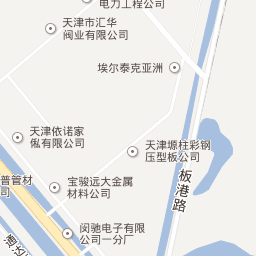 电力工程公司
天津市汇华
阀业有限公司
埃尔泰克亚洲
天津依诺家
俬有限公司
天津塬柱彩钢
压型板公司
板港路
普管材
司
宝骏远大金属
材料公司
闵驰电子有限
公司一分厂